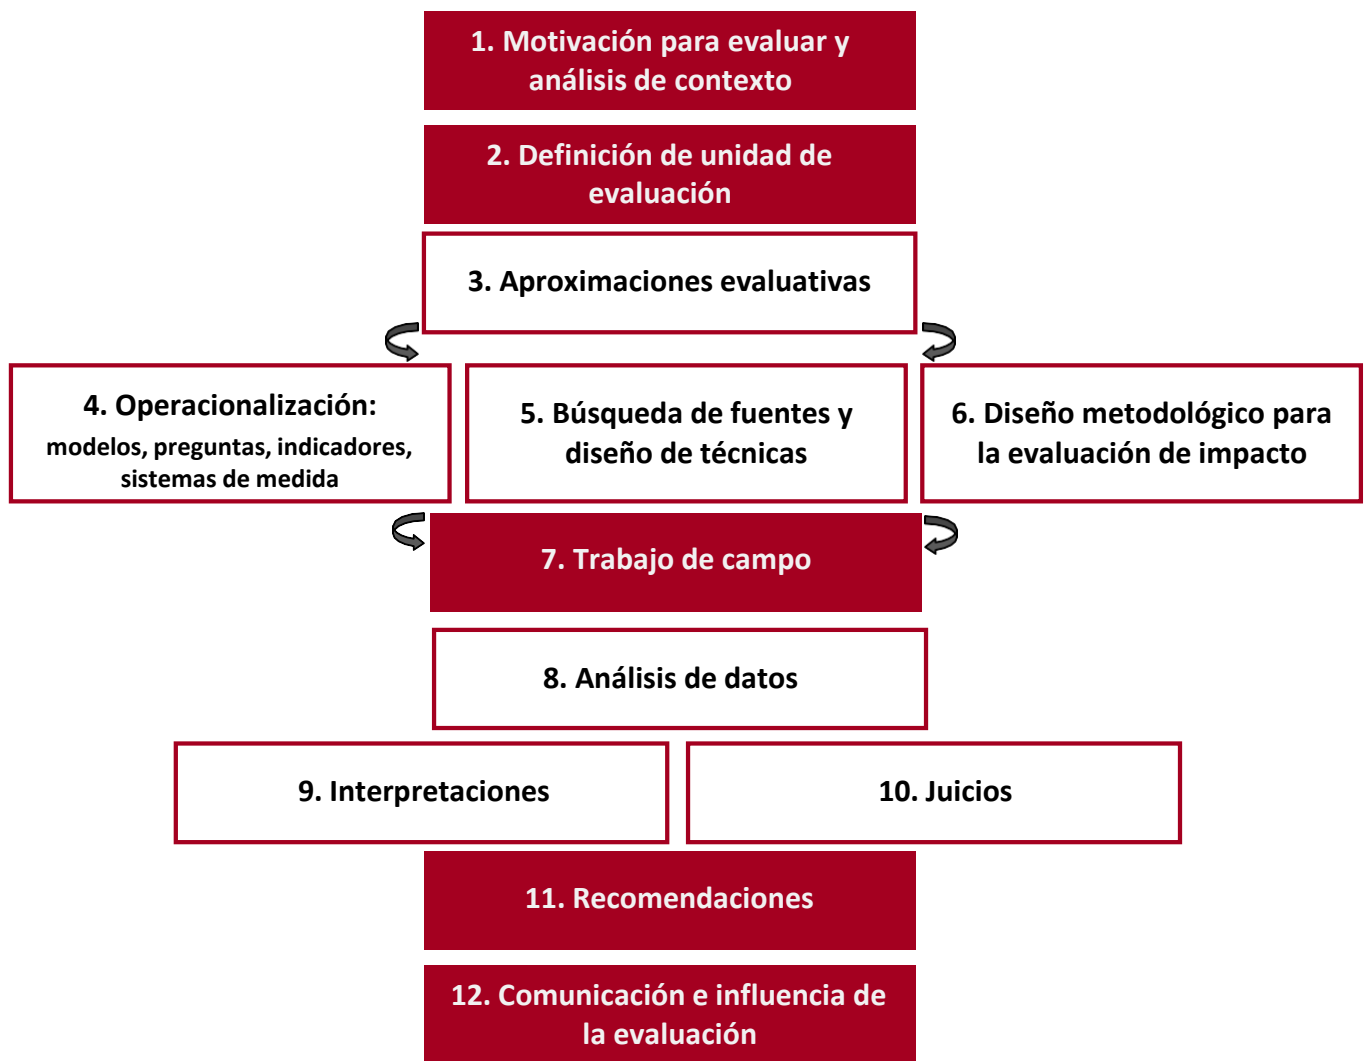 1. Motivación para evaluar y
análisis de contexto
2. Definición de unidad de
evaluación
3. Aproximaciones evaluativas
4. Operacionalización:
modelos, preguntas, indicadores,
sistemas de medida
5. Búsqueda de fuentes y
diseño de técnicas
6. Diseño metodológico para
la evaluación de impacto
7. Trabajo de campo
8. Análisis de datos
9. Interpretaciones
10. Juicios
11. Recomendaciones
12. Comunicación e influencia de
la evaluación